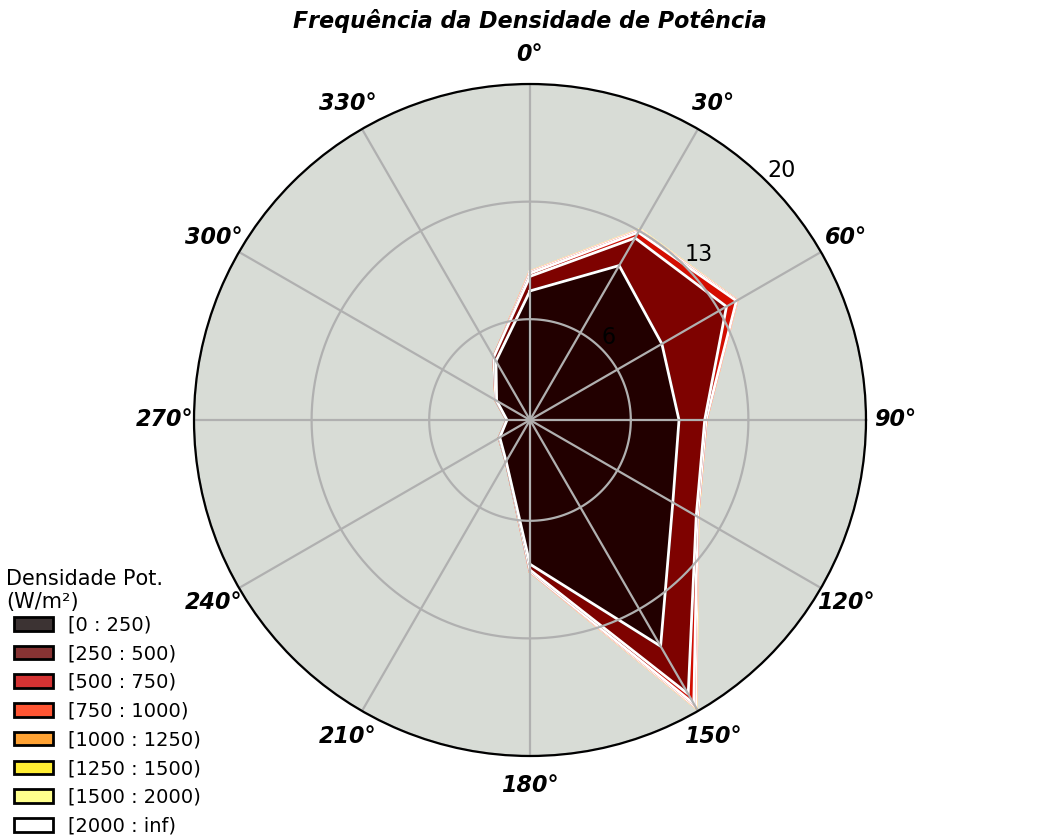 Frequência da Densidade de Potência
0°
330°
30°
20
300°
60°
13
6
270°
90°
240°
120°
210°
150°
180°
Densidade Pot.
(W/m²)
[0 : 250)
[250 : 500)
[500 : 750)
[750 : 1000)
[1000 : 1250)
[1250 : 1500)
[1500 : 2000)
[2000 : inf)